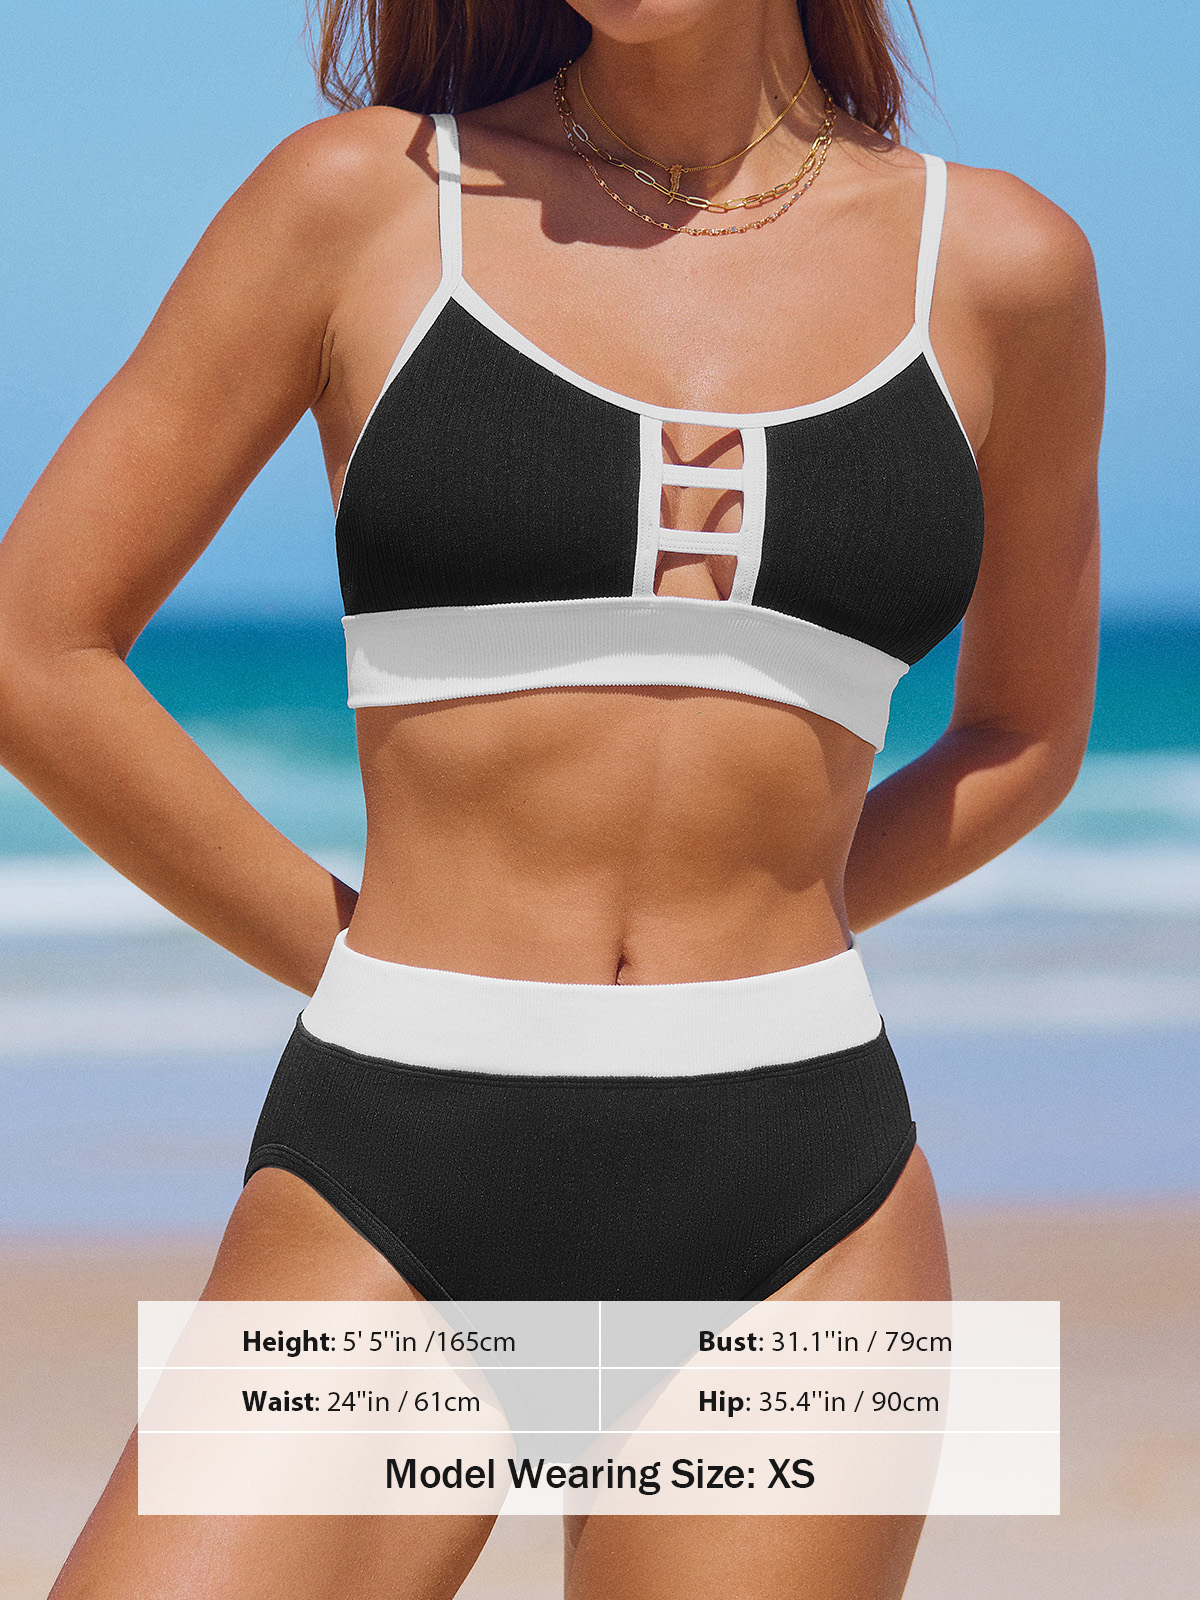 Height: 5' 5''in /165cm
Bust: 31.1''in / 79cm
Waist: 24''in / 61cm
Hip: 35.4''in / 90cm
Model Wearing Size: XS